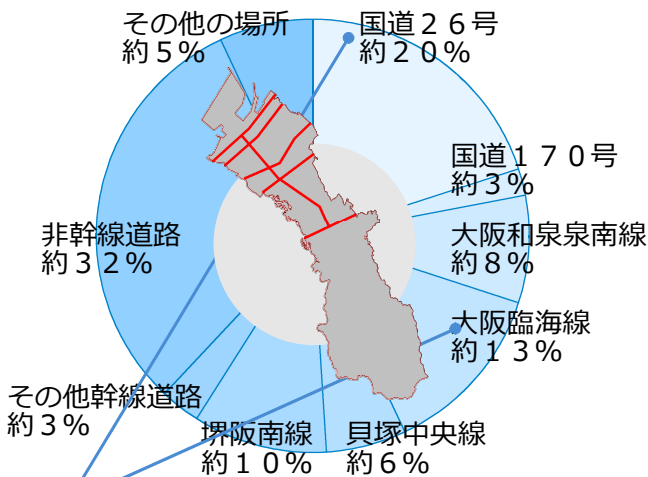 その他の場所
約５%
国道２６号
約２０%
国道１７０号
約３%
大阪和泉泉南線
約８%
大阪臨海線
約１３%
貝塚中央線
約６%
堺阪南線
約１０%
その他幹線道路
約３%
非幹線道路
約３２%